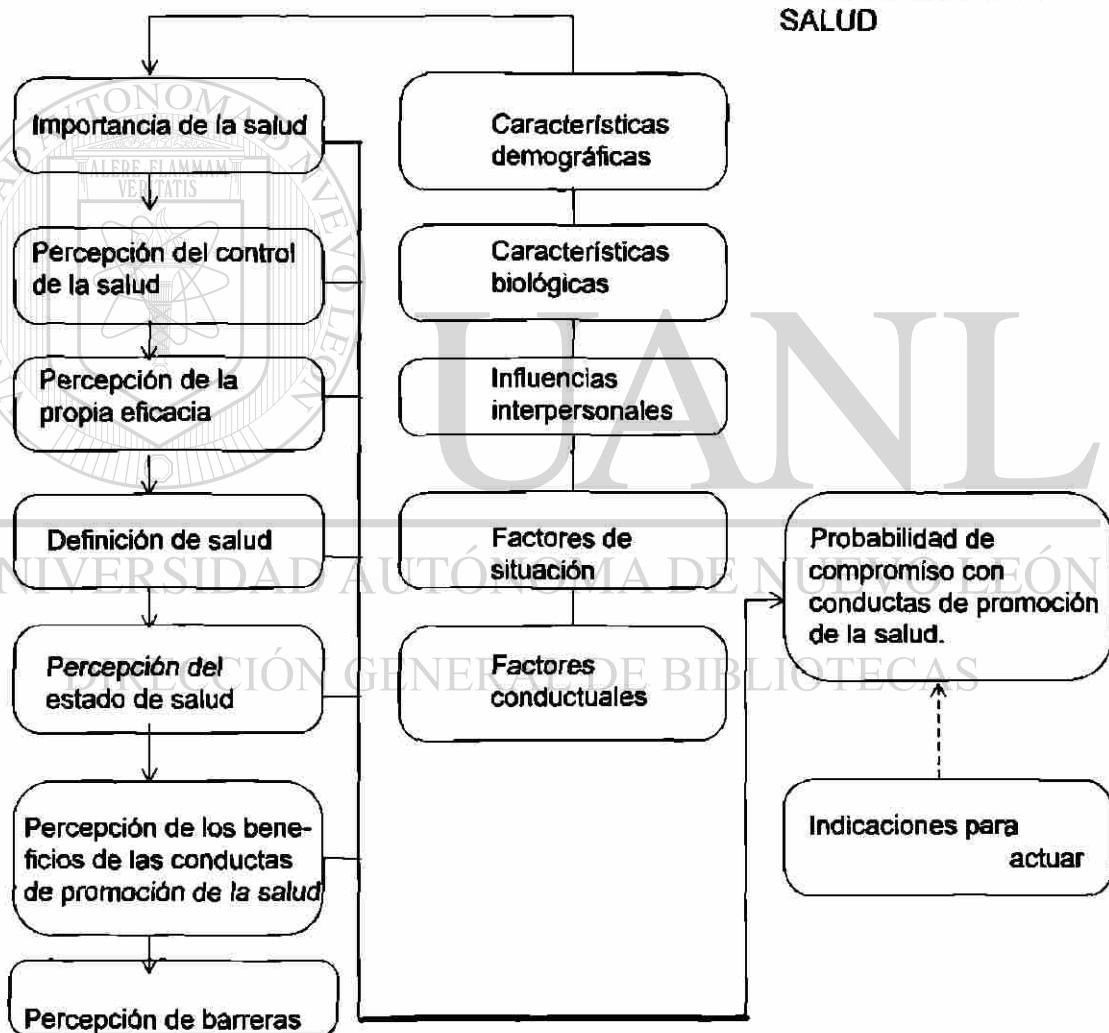 SALUD
Importancia de la salud
Percepción del control
de la salud
Percepción de la
propia eficacia
Definición de salud
Percepción del
estado de salud
Percepción de los bene-
ficios de las conductas
de promoción de la salud
Percepción de barreras
Características
demográficas
Características
biológicas
Influencias
interpersonales
Factores de
situación
Factores
conductuales
Probabilidad de
compromiso con
conductas de promoción
de la salud.
Indicaciones para
actuar
ALERE FLAMMAM
VERITATIS
UANL
UNIVERSIDAD AUTÓNOMA DE NUEVO LEÓN
DIRECCIÓN GENERAL DE BIBLIOTECAS